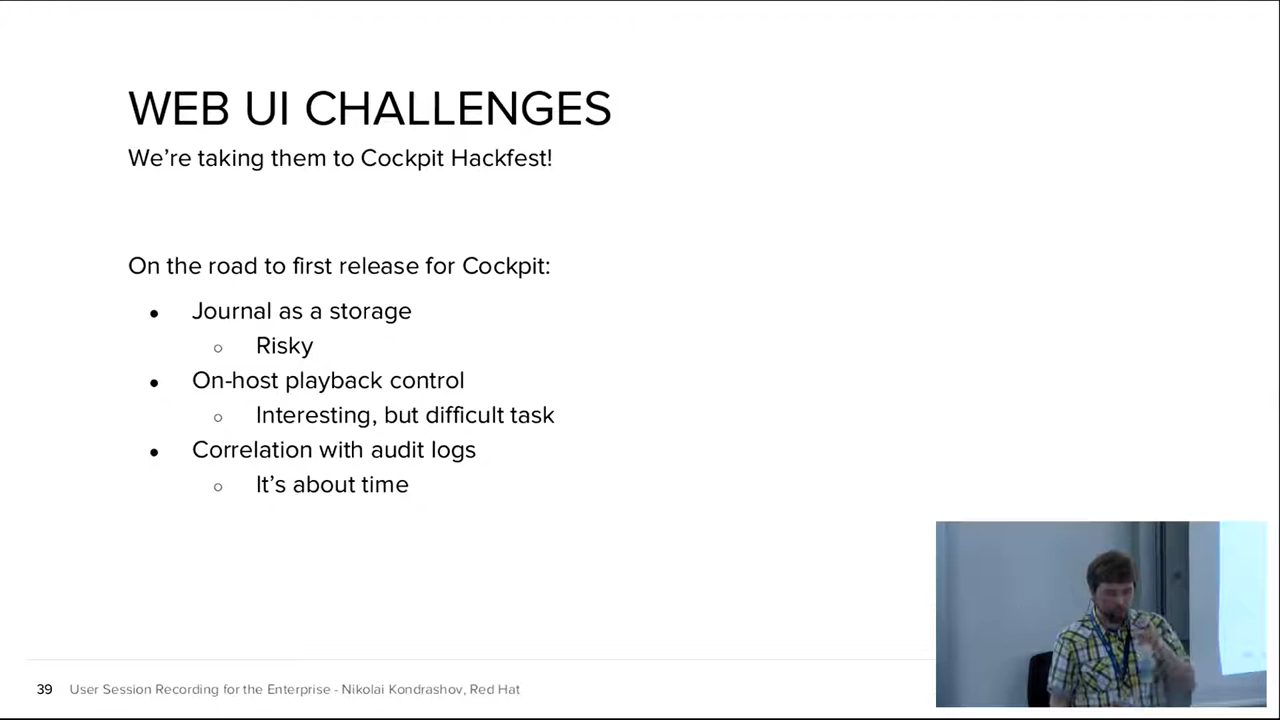 WEB UI CHALLENGES
We're taking them to Cockpit Hackfest!
On the road to first release for Cockpit:
● Journal as a storage
○ Risky
● On-host playback control
○ Interesting, but difficult task
● Correlation with audit logs
○ It's about time
39 User Session Recording for the Enterprise - Nikolai Kondrashov, Red Hat